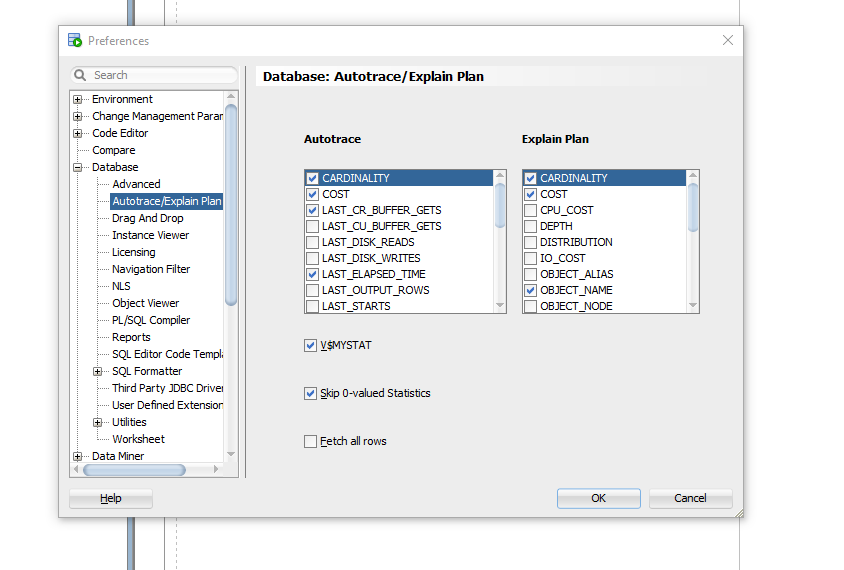 Preferences
Search
Environment
Change Management Parar
Code Editor
Compare
Database
Advanced
Autotrace/Explain Plan
Drag And Drop
Instance Viewer
Licensing
Navigation Filter
NLS
Object Viewer
PL/SQL Compiler
Reports
SQL Editor Code Templa
SQL Formatter
Third Party JDBC Driver
User Defined Extension
Utilities
Worksheet
Data Miner
Database: Autotrace/Explain Plan
Autotrace
CARDINALITY
COST
LAST_CR_BUFFER_GETS
LAST_CU_BUFFER_GETS
LAST_DISK_READS
LAST_DISK_WRITES
LAST_ELAPSED_TIME
LAST_OUTPUT_ROWS
LAST_STARTS
Explain Plan
CARDINALITY
COST
CPU_COST
DEPTH
DISTRIBUTION
IO_COST
OBJECT_ALIAS
OBJECT_NAME
OBJECT_NODE
V$MYSTAT
Skip 0-valued Statistics
Fetch all rows
Help
OK
Cancel